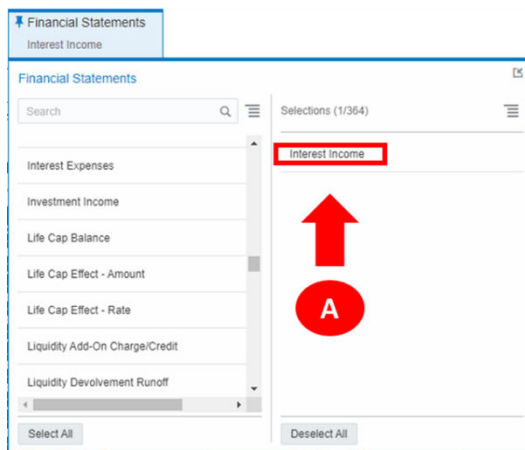 Financial Statements
Interest Income
Financial Statements
Search
Selections (1/364)
Interest Expenses
Investment Income
Life Cap Balance
Life Cap Effect - Amount
Life Cap Effect - Rate
Liquidity Add-On Charge/Credit
Liquidity Devolvement Runoff
Select All
Interest Income
A
Deselect All